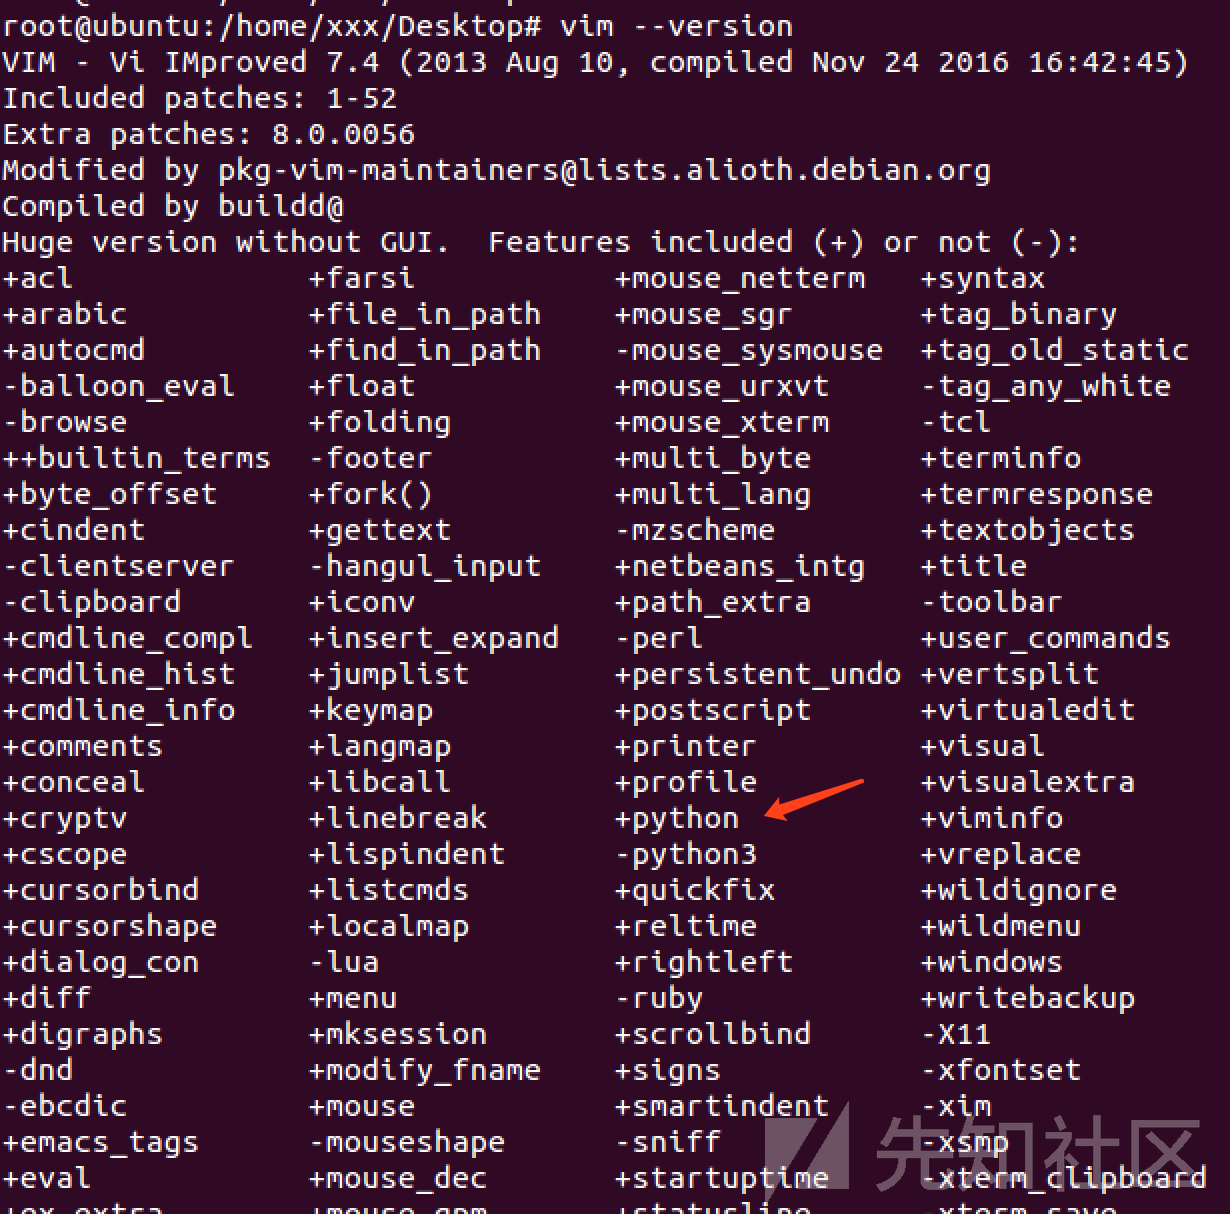 root@ubuntu:/home/xxx/Desktop# vim --version
VIM - Vi IMproved 7.4 (2013 Aug 10, compiled Nov 24 2016 16:42:45)
Included patches: 1-52
Extra patches: 8.0.0056
Modified by pkg-vim-maintainers@lists.alioth.debian.org
Compiled by buildd@
Huge version without GUI.  Features included (+) or not (-):
+acl +farsi +mouse_netterm +syntax
+arabic +file_in_path +mouse_sgr +tag_binary
+autocmd +find_in_path -mouse_sysmouse +tag_old_static
-balloon_eval +float +mouse_urxvt -tag_any_white
-browse +folding +mouse_xterm -tcl
++builtin_terms -footer +multi_byte +terminfo
+byte_offset +fork() +multi_lang +termresponse
+cindent +gettext -mzscheme +textobjects
-clientserver -hangul_input +netbeans_intg +title
-clipboard +iconv +path_extra -toolbar
+cmdline_compl +insert_expand -perl +user_commands
+cmdline_hist +jumplist +persistent_undo +vertsplit
+cmdline_info +keymap +postscript +virtualedit
+comments +langmap +printer +visual
+conceal +libcall +profile +visualextra
+cryptv +linebreak +python +viminfo
+cscope +lispindent -python3 +vreplace
+cursorbind +listcmds +quickfix +wildignore
+cursorshape +localmap +reltime +wildmenu
+dialog_con -lua +rightleft +windows
+diff +menu -ruby +writebackup
+digraphs +mksession +scrollbind -X11
-dnd +modify_fname +signs -xfontset
-ebcdic +mouse +smartindent -xim
+emacs_tags -mouseshape -sniff -xsmp
+eval +mouse_dec +startuptime -xterm_clipboard
+ex_extra +mouse_gpm +statusline -xterm_save
先知社区